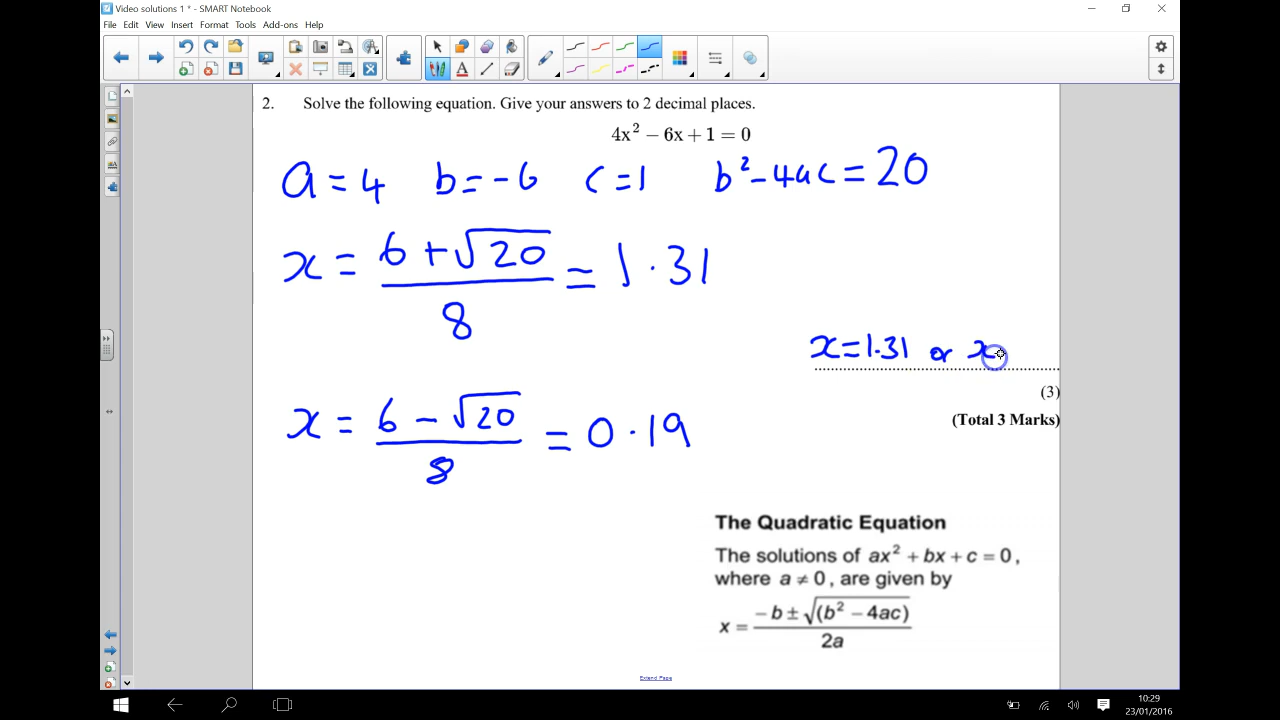 Video solutions 1 * - SMART Notebook
File Edit View Insert Format Tools Add-ons Help
2. Solve the following equation. Give your answers to 2 decimal places.
4x² − 6x + 1 = 0
a = 4 b = -6 c = 1 b² - 4ac = 20
x = (6 + √20)/8 = 1·31
x = 1·31 or x
(3)
(Total 3 Marks)
x = (6 - √20)/8 = 0·19
The Quadratic Equation
The solutions of ax² + bx + c = 0,
where a ≠ 0, are given by
x = (−b ± √(b² − 4ac))/2a
Extend Page
10:29
23/01/2016